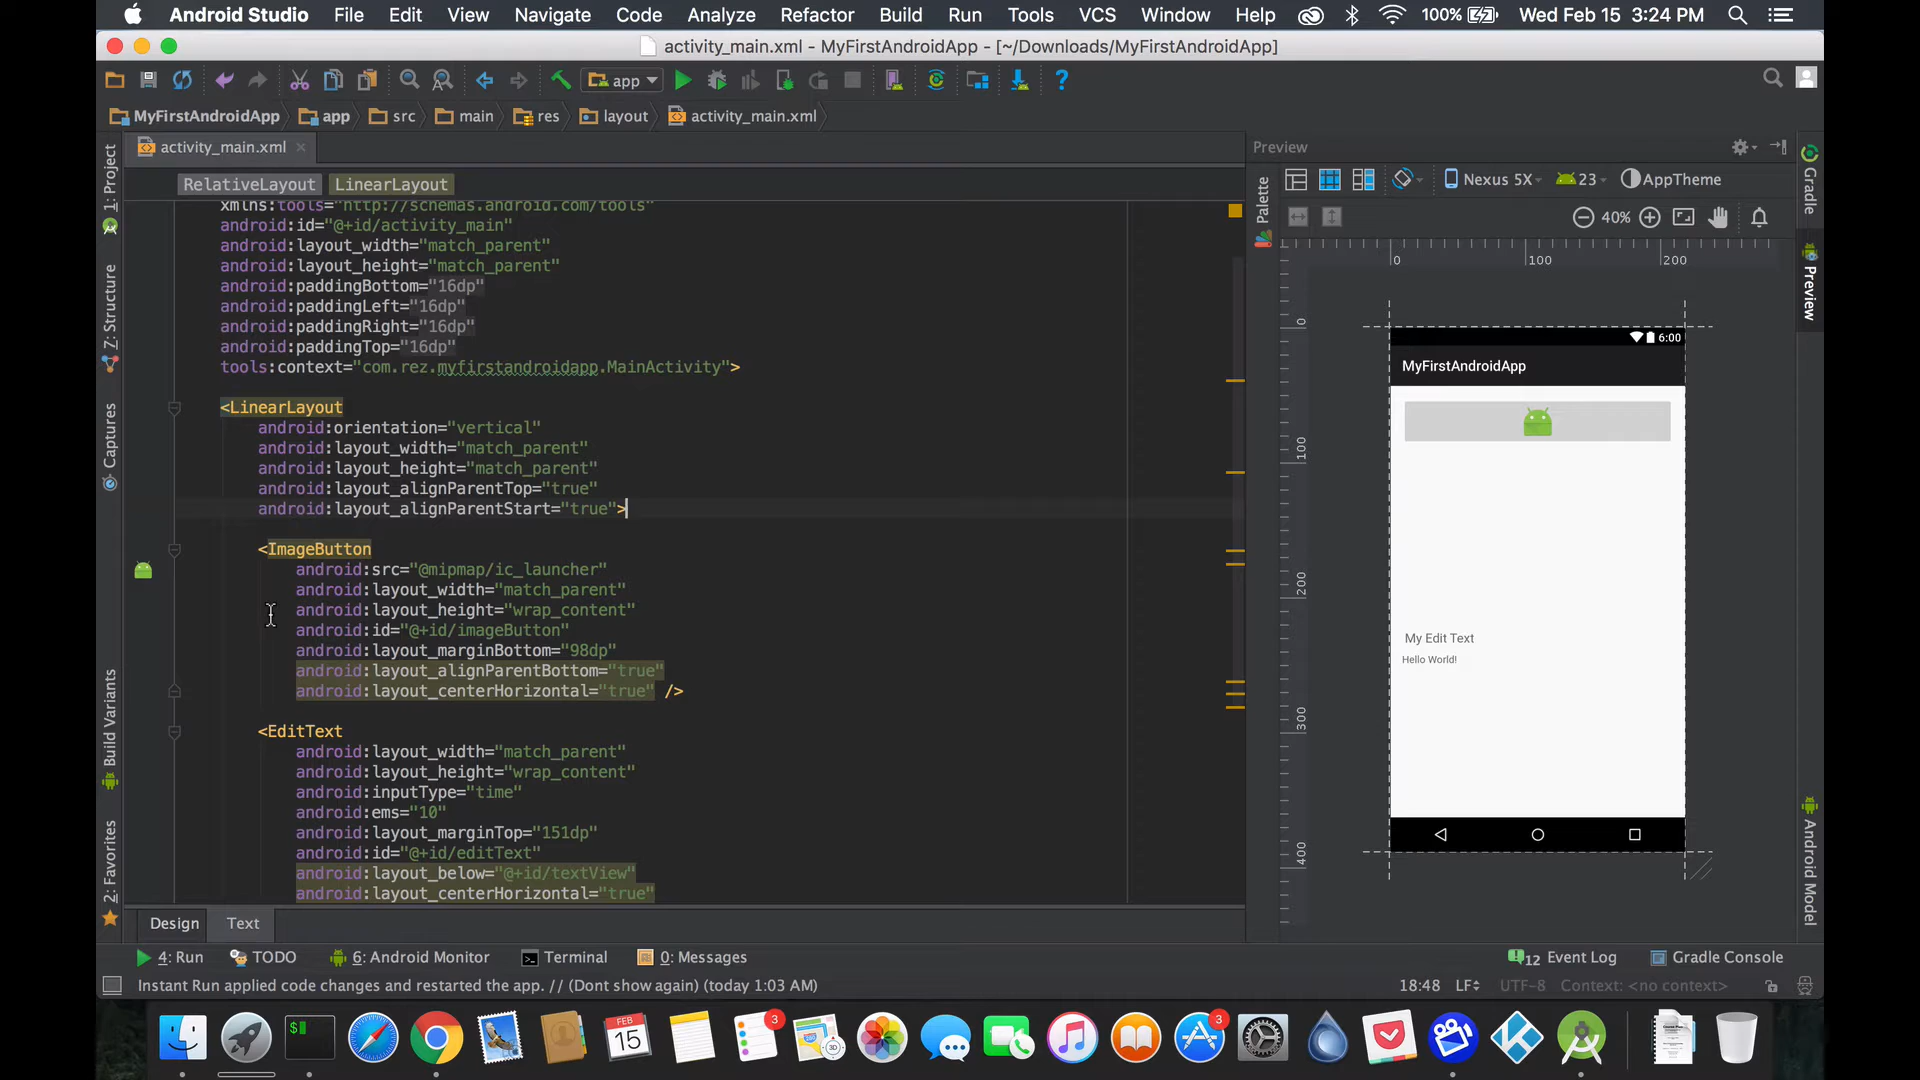 Android Studio File Edit View Navigate Code Analyze Refactor Build Run Tools VCS Window Help 100% Wed Feb 15 3:24 PM
activity_main.xml - MyFirstAndroidApp - [~/Downloads/MyFirstAndroidApp]
app
MyFirstAndroidApp app src main res layout activity_main.xml
activity_main.xml
RelativeLayout LinearLayout
xmlns:tools="http://schemas.android.com/tools"
android:id="@+id/activity_main"
android:layout_width="match_parent"
android:layout_height="match_parent"
android:paddingBottom="16dp"
android:paddingLeft="16dp"
android:paddingRight="16dp"
android:paddingTop="16dp"
tools:context="com.rez.myfirstandroidapp.MainActivity">
<LinearLayout
android:orientation="vertical"
android:layout_width="match_parent"
android:layout_height="match_parent"
android:layout_alignParentTop="true"
android:layout_alignParentStart="true">
<ImageButton
android:src="@mipmap/ic_launcher"
android:layout_width="match_parent"
android:layout_height="wrap_content"
android:id="@+id/imageButton"
android:layout_marginBottom="98dp"
android:layout_alignParentBottom="true"
android:layout_centerHorizontal="true" />
<EditText
android:layout_width="match_parent"
android:layout_height="wrap_content"
android:inputType="time"
android:ems="10"
android:layout_marginTop="151dp"
android:id="@+id/editText"
android:layout_below="@+id/textView"
android:layout_centerHorizontal="true"
Design Text
1: Project
7: Structure
Captures
Build Variants
2: Favorites
Preview
Palette
Nexus 5X 23 AppTheme
40%
0 100 200
0
100
200
300
400
6:00
MyFirstAndroidApp
My Edit Text
Hello World!
Gradle
Preview
Android Model
4: Run TODO 6: Android Monitor Terminal 0: Messages 12 Event Log Gradle Console
Instant Run applied code changes and restarted the app. // (Dont show again) (today 1:03 AM) 18:48 LF UTF-8 Context: <no context>
$
FEB
15
3
3D
3